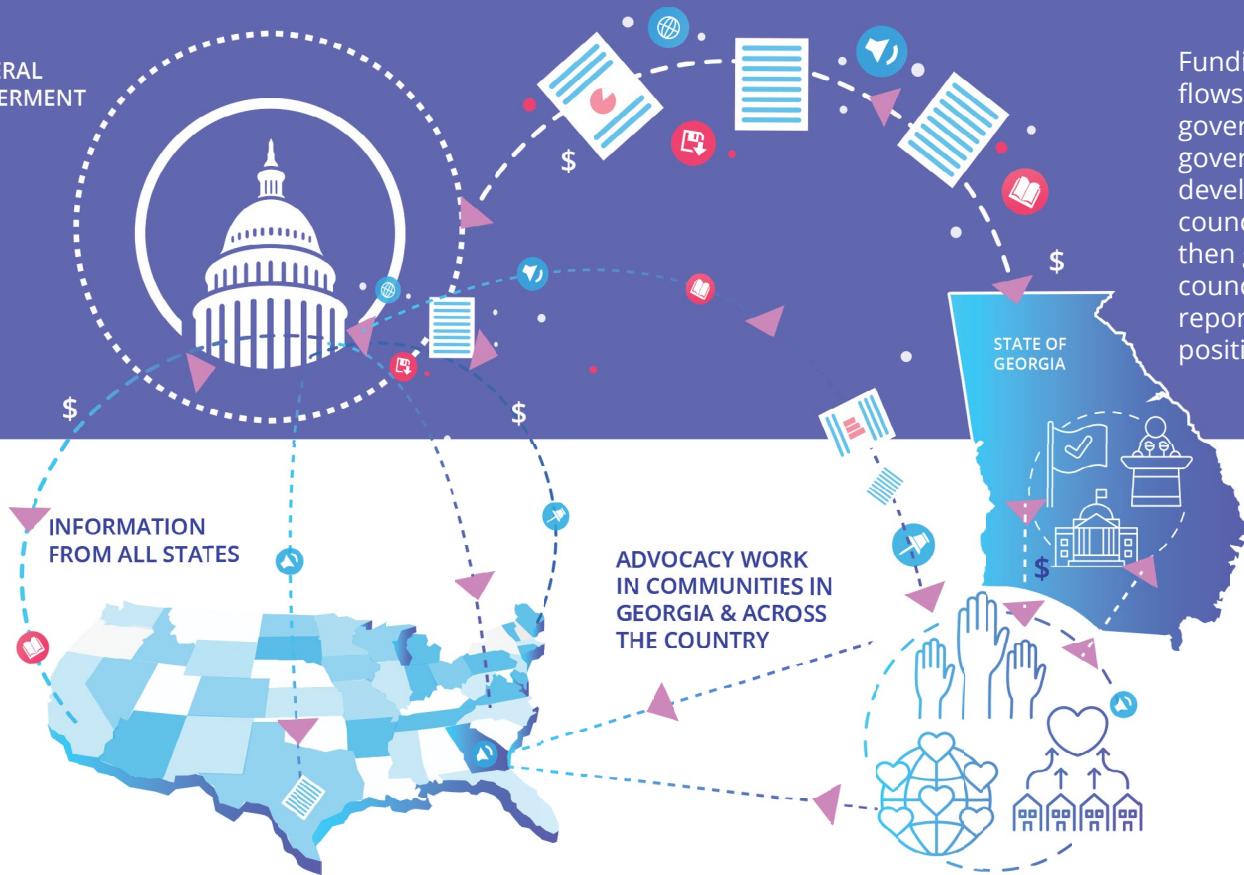 ERAL
ERMENT
Fundi
flows
gover
gover
devel
counc
then
counc
repor
positi
$
$
$
$
$
STATE OF
GEORGIA
INFORMATION
FROM ALL STATES
ADVOCACY WORK
IN COMMUNITIES IN
GEORGIA & ACROSS
THE COUNTRY